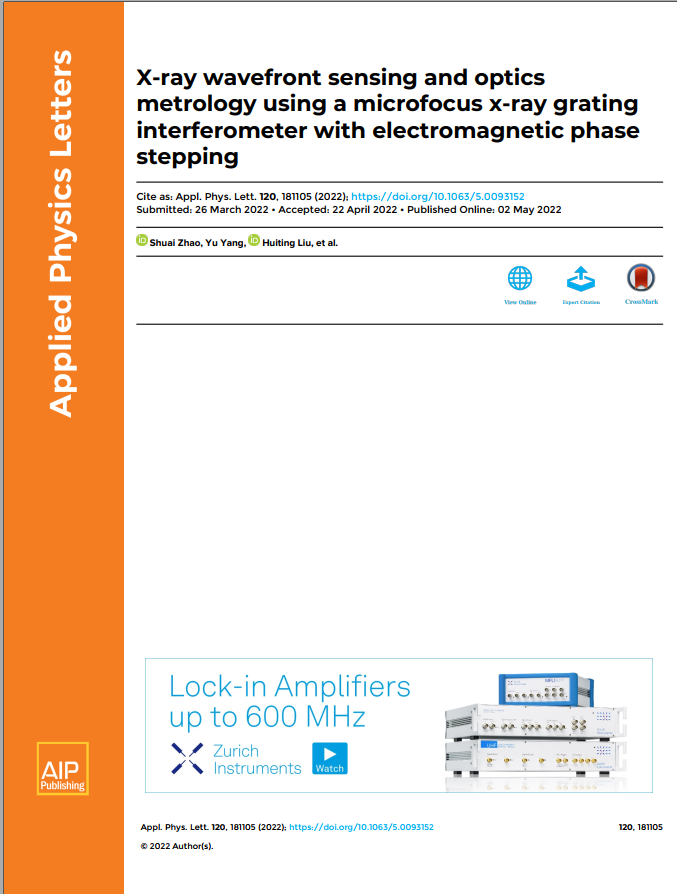 Applied Physics Letters
X-ray wavefront sensing and optics
metrology using a microfocus x-ray grating
interferometer with electromagnetic phase
stepping
Cite as: Appl. Phys. Lett. 120, 181105 (2022); https://doi.org/10.1063/5.0093152
Submitted: 26 March 2022 • Accepted: 22 April 2022 • Published Online: 02 May 2022
iD Shuai Zhao, Yu Yang, iD Huiting Liu, et al.
View Online
Export Citation
CrossMark
Lock-in Amplifiers
up to 600 MHz
Zurich
Instruments
Watch
AIP
Publishing
Appl. Phys. Lett. 120, 181105 (2022); https://doi.org/10.1063/5.0093152
120, 181105
© 2022 Author(s).